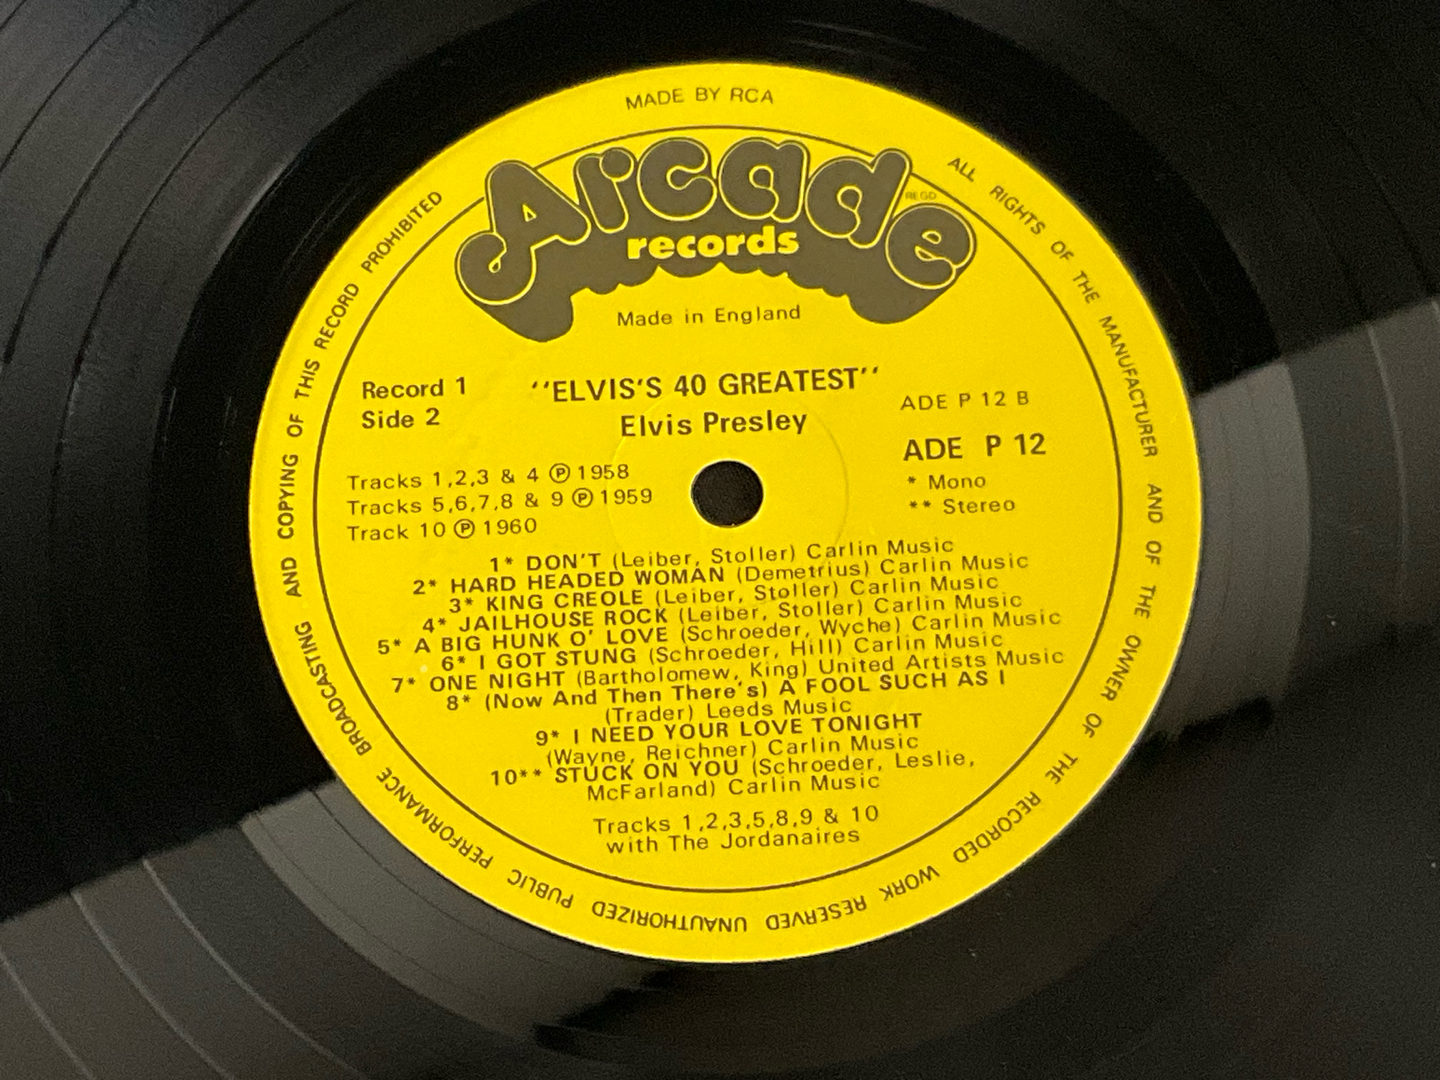 MADE BY RCA
ALL RIGHTS OF THE MANUFACTURER AND OF THE OWNER OF THE RECORDED WORK RESERVED UNAUTHORIZED PUBLIC PERFORMANCE BROADCASTING AND COPYING OF THIS RECORD PROHIBITED
Arcade
REGD
records
Made in England
Record 1
Side 2
"ELVIS'S 40 GREATEST"
Elvis Presley
ADE P 12 B
ADE P 12
* Mono
** Stereo
Tracks 1,2,3 & 4 Ⓟ 1958
Tracks 5,6,7,8 & 9 Ⓟ 1959
Track 10 Ⓟ 1960
1* DON'T (Leiber, Stoller) Carlin Music
2* HARD HEADED WOMAN (Demetrius) Carlin Music
3* KING CREOLE (Leiber, Stoller) Carlin Music
4* JAILHOUSE ROCK (Leiber, Stoller) Carlin Music
5* A BIG HUNK O' LOVE (Schroeder, Wyche) Carlin Music
6* I GOT STUNG (Schroeder, Hill) Carlin Music
7* ONE NIGHT (Bartholomew, King) United Artists Music
8* (Now And Then There's) A FOOL SUCH AS I
(Trader) Leeds Music
9* I NEED YOUR LOVE TONIGHT
(Wayne, Reichner) Carlin Music
10** STUCK ON YOU (Schroeder, Leslie,
McFarland) Carlin Music
Tracks 1,2,3,5,8,9 & 10
with The Jordanaires